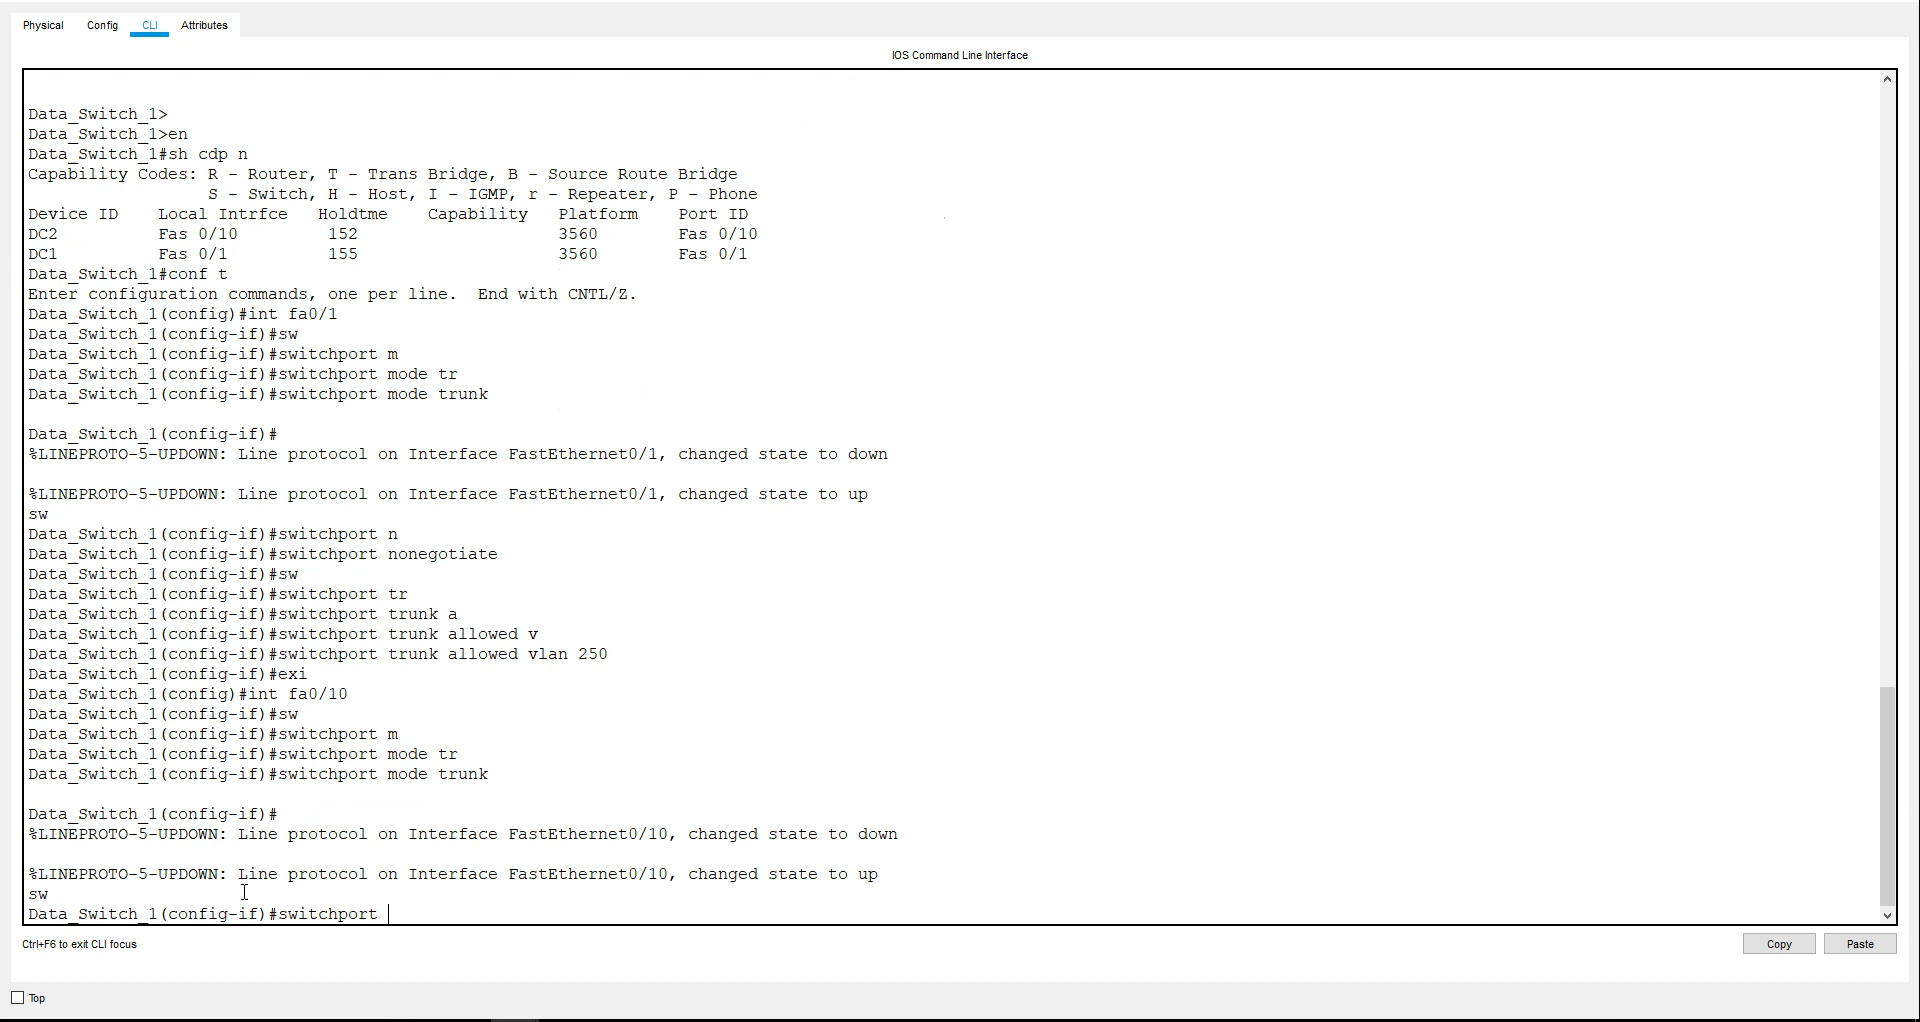 Physical Config CLI Attributes
IOS Command Line Interface
Data_Switch_1>
Data_Switch_1>en
Data_Switch_1#sh cdp n
Capability Codes: R - Router, T - Trans Bridge, B - Source Route Bridge
S - Switch, H - Host, I - IGMP, r - Repeater, P - Phone
Device ID Local Intrfce Holdtme Capability Platform Port ID
DC2 Fas 0/10 152 3560 Fas 0/10
DC1 Fas 0/1 155 3560 Fas 0/1
Data_Switch_1#conf t
Enter configuration commands, one per line. End with CNTL/Z.
Data_Switch_1(config)#int fa0/1
Data_Switch_1(config-if)#sw
Data_Switch_1(config-if)#switchport m
Data_Switch_1(config-if)#switchport mode tr
Data_Switch_1(config-if)#switchport mode trunk
Data_Switch_1(config-if)#
%LINEPROTO-5-UPDOWN: Line protocol on Interface FastEthernet0/1, changed state to down
%LINEPROTO-5-UPDOWN: Line protocol on Interface FastEthernet0/1, changed state to up
sw
Data_Switch_1(config-if)#switchport n
Data_Switch_1(config-if)#switchport nonegotiate
Data_Switch_1(config-if)#sw
Data_Switch_1(config-if)#switchport tr
Data_Switch_1(config-if)#switchport trunk a
Data_Switch_1(config-if)#switchport trunk allowed v
Data_Switch_1(config-if)#switchport trunk allowed vlan 250
Data_Switch_1(config-if)#exi
Data_Switch_1(config)#int fa0/10
Data_Switch_1(config-if)#sw
Data_Switch_1(config-if)#switchport m
Data_Switch_1(config-if)#switchport mode tr
Data_Switch_1(config-if)#switchport mode trunk
Data_Switch_1(config-if)#
%LINEPROTO-5-UPDOWN: Line protocol on Interface FastEthernet0/10, changed state to down
%LINEPROTO-5-UPDOWN: Line protocol on Interface FastEthernet0/10, changed state to up
sw
Data_Switch_1(config-if)#switchport
Ctrl+F6 to exit CLI focus
Copy Paste
Top